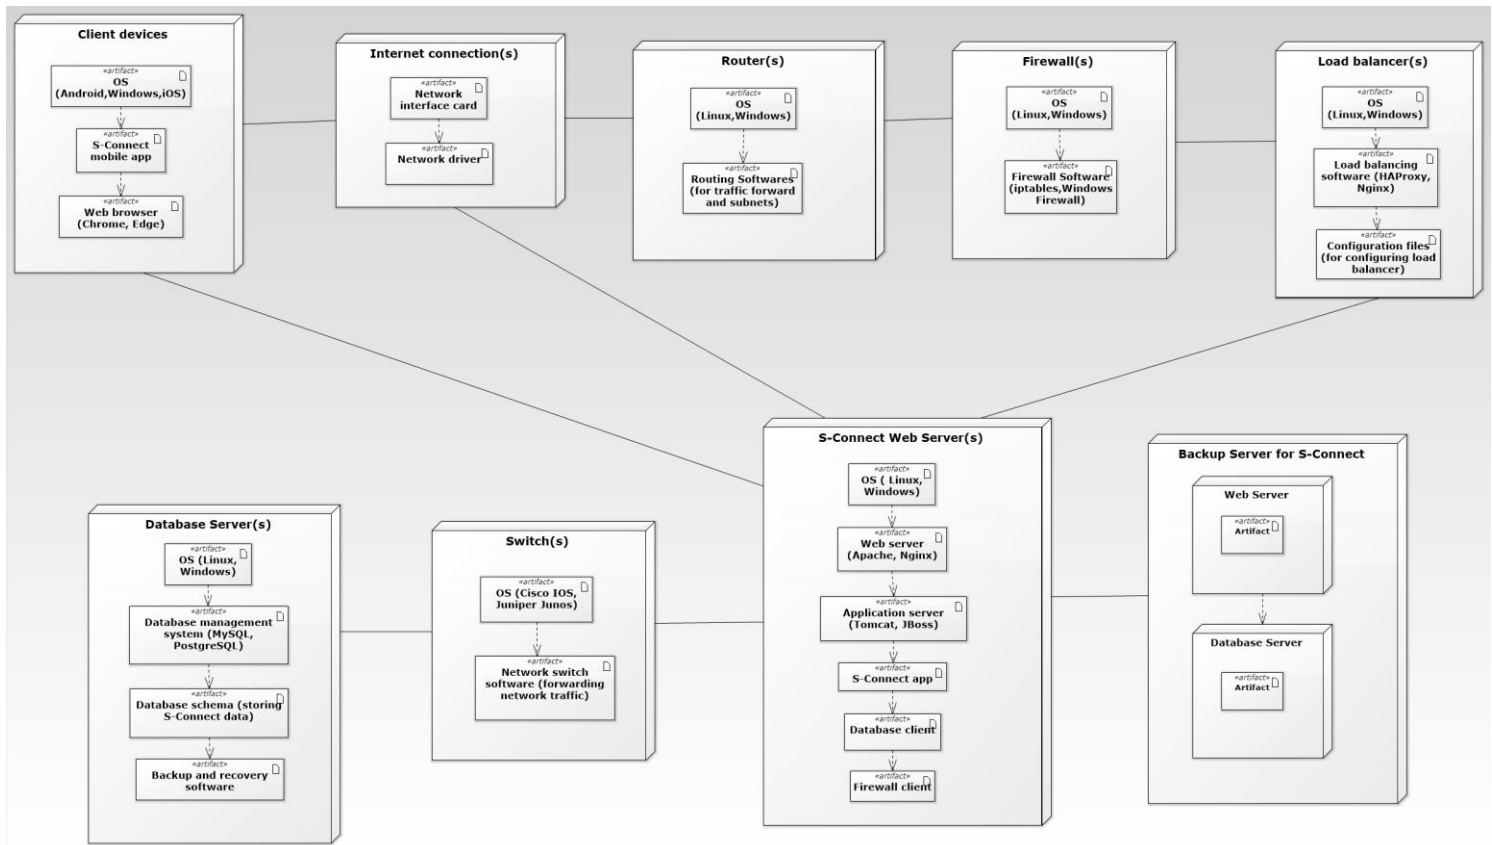 Client devices
«artifact»
OS
(Android,Windows,iOS)
«artifact»
S-Connect
mobile app
«artifact»
Web browser
(Chrome, Edge)
Internet connection(s)
«artifact»
Network
interface card
«artifact»
Network driver
Router(s)
«artifact»
OS
(Linux,Windows)
«artifact»
Routing Softwares
(for traffic forward
and subnets)
Firewall(s)
«artifact»
OS
(Linux,Windows)
«artifact»
Firewall Software
(iptables,Windows
Firewall)
Load balancer(s)
«artifact»
OS
(Linux,Windows)
«artifact»
Load balancing
software (HAProxy,
Nginx)
«artifact»
Configuration files
(for configuring load
balancer)
Database Server(s)
«artifact»
OS (Linux,
Windows)
«artifact»
Database management
system (MySQL,
PostgreSQL)
«artifact»
Database schema (storing
S-Connect data)
«artifact»
Backup and recovery
software
Switch(s)
«artifact»
OS (Cisco IOS,
Juniper Junos)
«artifact»
Network switch
software (forwarding
network traffic)
S-Connect Web Server(s)
«artifact»
OS ( Linux,
Windows)
«artifact»
Web server
(Apache, Nginx)
«artifact»
Application server
(Tomcat, JBoss)
«artifact»
S-Connect app
«artifact»
Database client
«artifact»
Firewall client
Backup Server for S-Connect
Web Server
«artifact»
Artifact
Database Server
«artifact»
Artifact